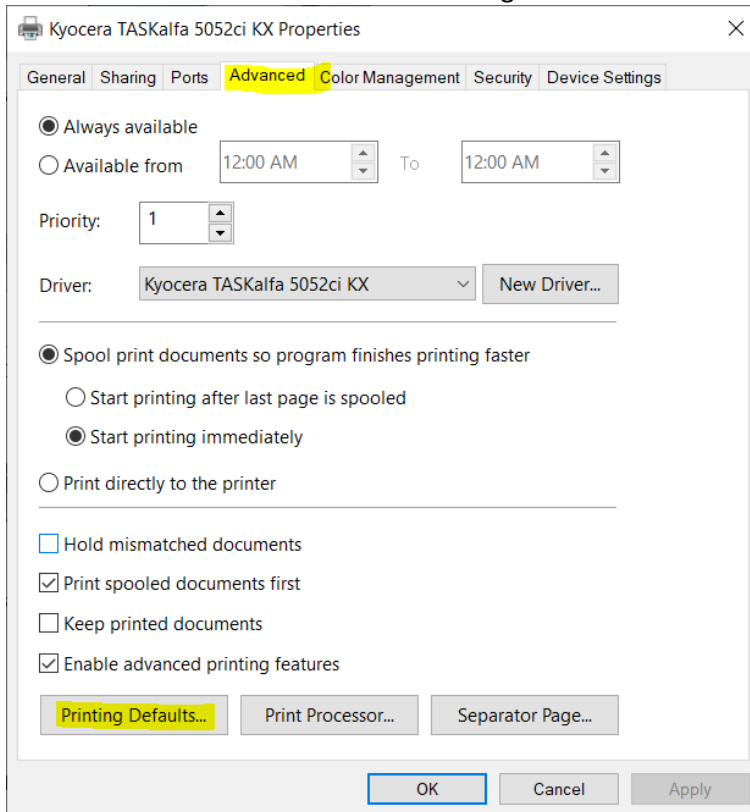 Kyocera TASKalfa 5052ci KX Properties
General Sharing Ports Advanced Color Management Security Device Settings
Always available
Available from 12:00 AM To 12:00 AM
Priority: 1
Driver: Kyocera TASKalfa 5052ci KX New Driver...
Spool print documents so program finishes printing faster
Start printing after last page is spooled
Start printing immediately
Print directly to the printer
Hold mismatched documents
Print spooled documents first
Keep printed documents
Enable advanced printing features
Printing Defaults... Print Processor... Separator Page...
OK Cancel Apply